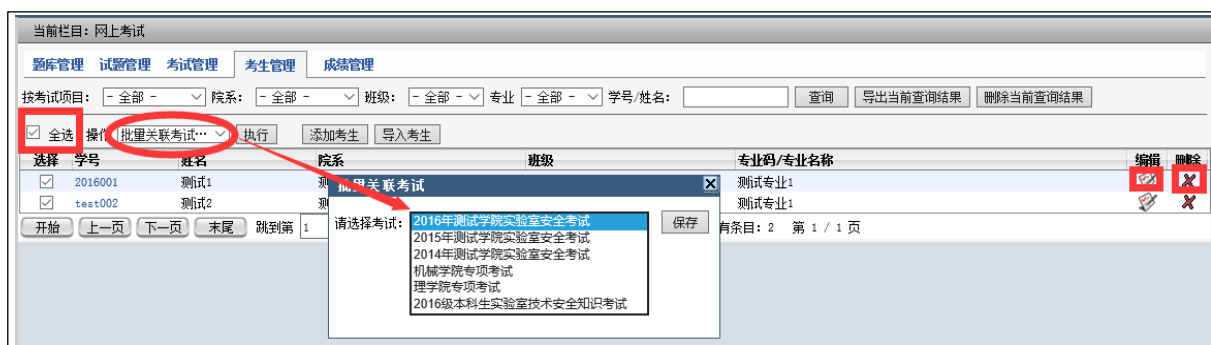 当前栏目：网上考试
题库管理 试题管理 考试管理 考生管理 成绩管理
按考试项目： - 全部 - 院系： - 全部 - 班级： - 全部 - 专业 - 全部 - 学号/姓名： 查询 导出当前查询结果 删除当前查询结果
全选 操作 批量关联考试… 执行 添加考生 导入考生
选择 学号 姓名 院系 班级 专业码/专业名称 编辑 删除
2016001 测试1 测试专业1
test002 测试2 测试专业1
开始 上一页 下一页 末尾 跳到第 1 有条目：2 第 1 / 1 页
批量关联考试
请选择考试： 2016年测试学院实验室安全考试 保存
2015年测试学院实验室安全考试
2014年测试学院实验室安全考试
机械学院专项考试
理学院专项考试
2016级本科生实验室技术安全知识考试